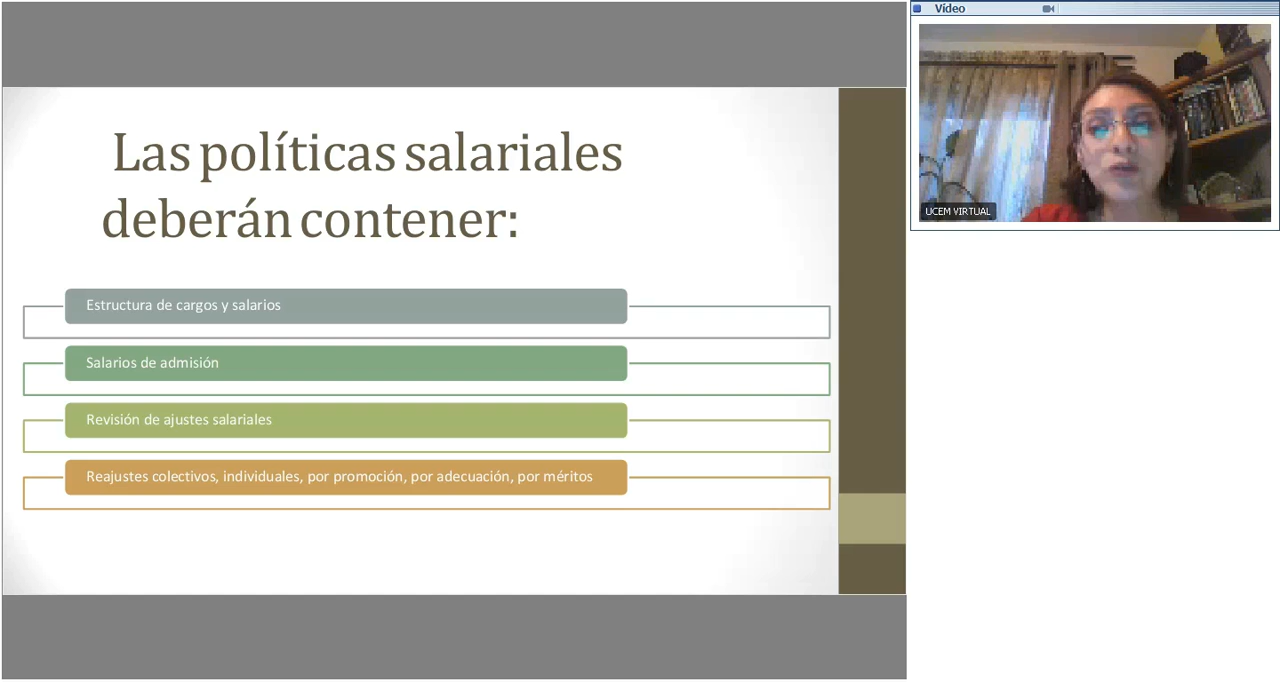 Vídeo
Las políticas salariales
deberán contener:
Estructura de cargos y salarios
Salarios de admisión
Revisión de ajustes salariales
Reajustes colectivos, individuales, por promoción, por adecuación, por méritos
UCEM VIRTUAL